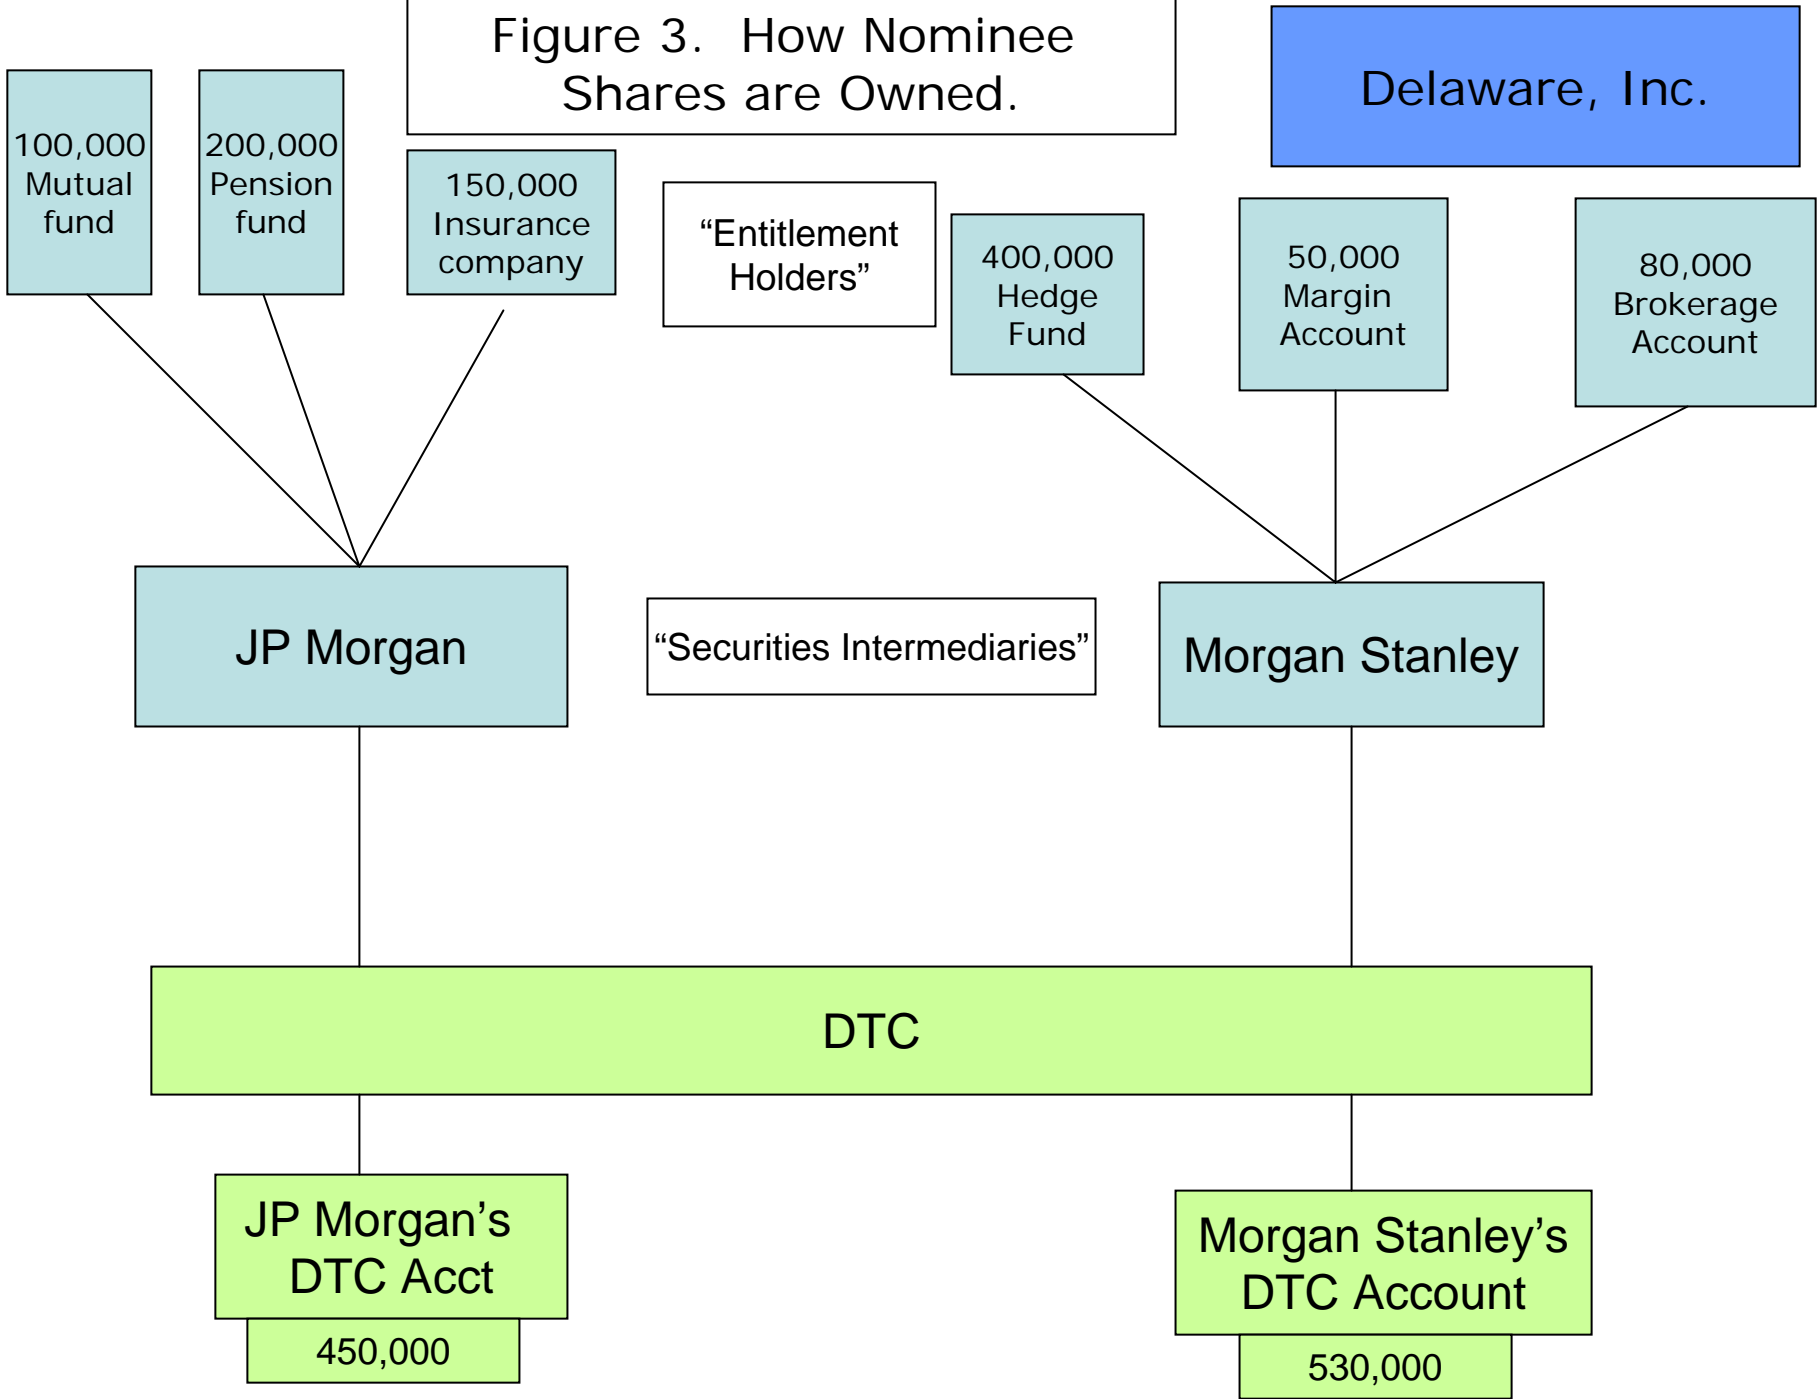 Figure 3. How Nominee
Shares are Owned.
Delaware, Inc.
100,000
Mutual
fund
200,000
Pension
fund
150,000
Insurance
company
“Entitlement
Holders”
400,000
Hedge
Fund
50,000
Margin
Account
80,000
Brokerage
Account
JP Morgan
“Securities Intermediaries”
Morgan Stanley
DTC
JP Morgan’s
DTC Acct
450,000
Morgan Stanley’s
DTC Account
530,000